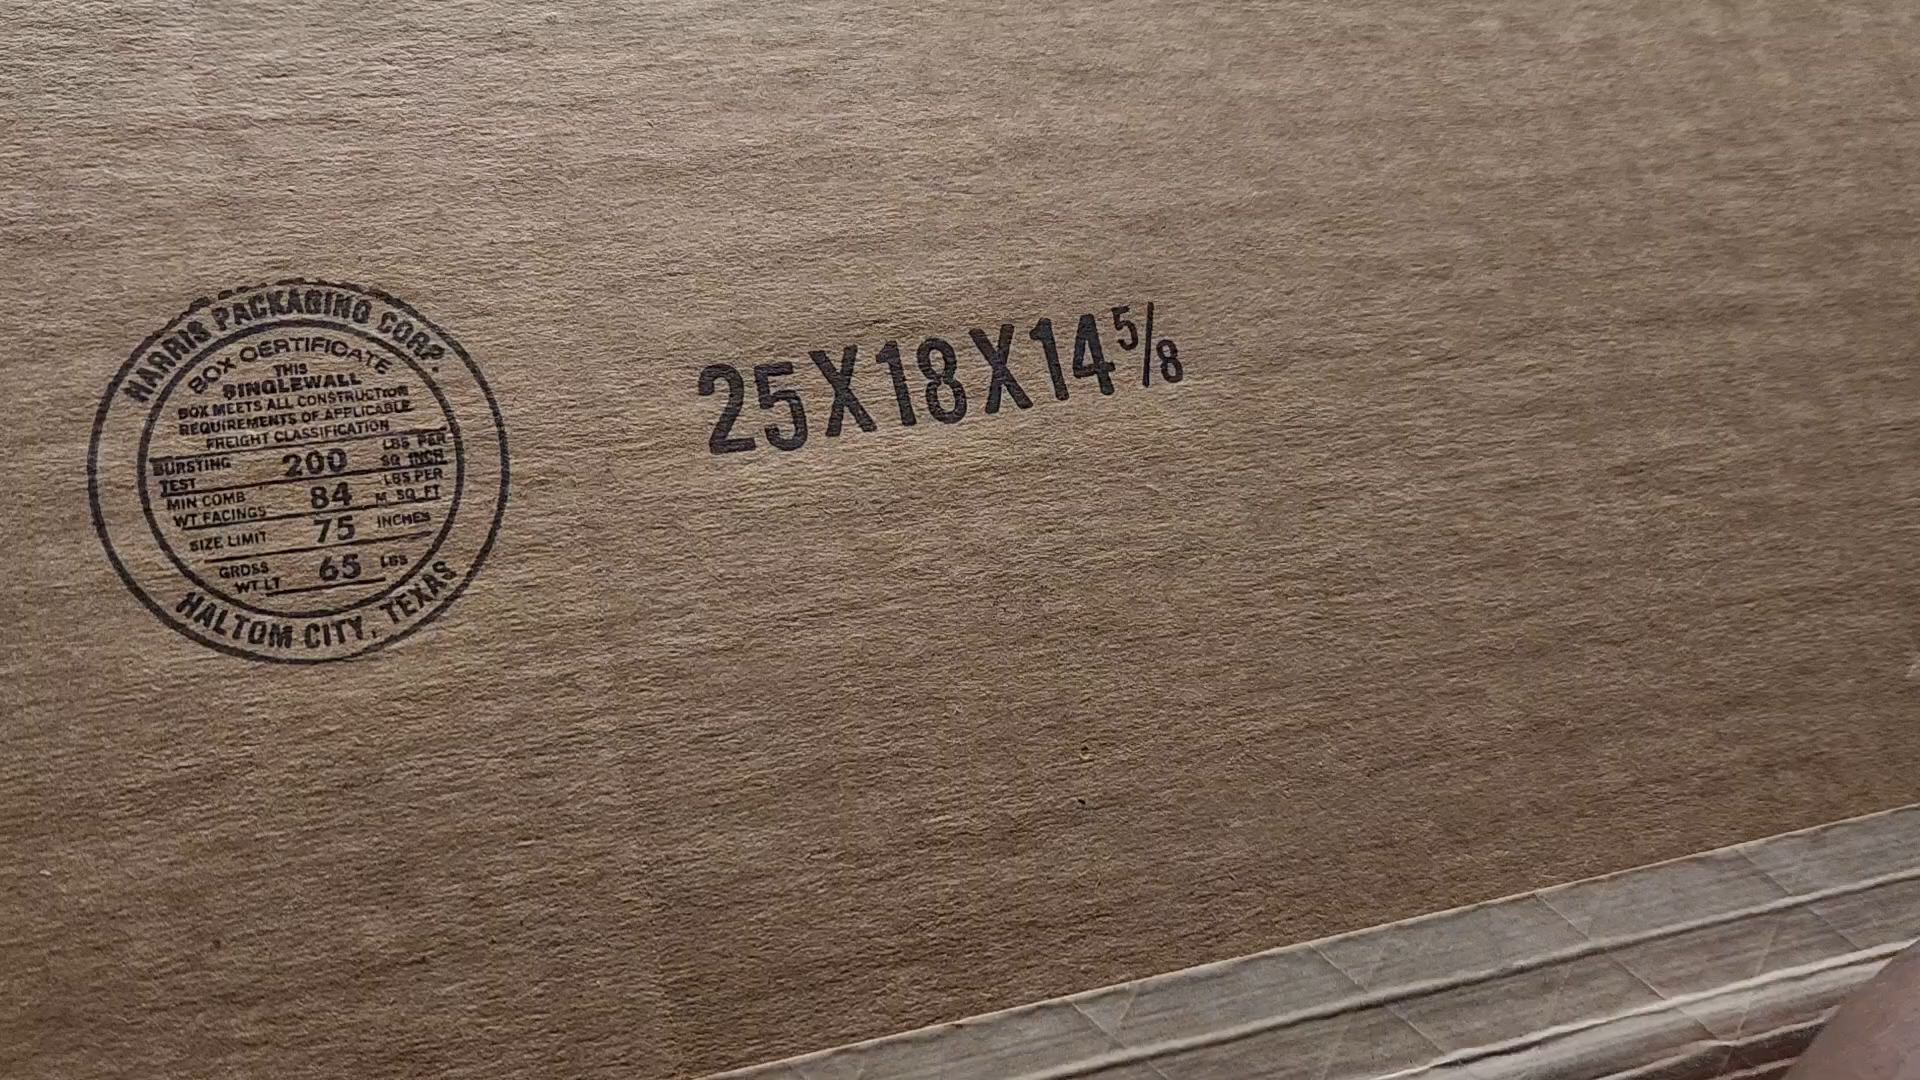 HARRIS PACKAGING CORP.
BOX CERTIFICATE
THIS
SINGLEWALL
BOX MEETS ALL CONSTRUCTION
REQUIREMENTS OF APPLICABLE
FREIGHT CLASSIFICATION
BURSTING TEST 200 LBS PER SQ INCH
MIN COMB WT FACINGS 84 LBS PER M SQ FT
SIZE LIMIT 75 INCHES
GROSS WT LT 65 LBS
HALTOM CITY, TEXAS
25X18X14 5/8